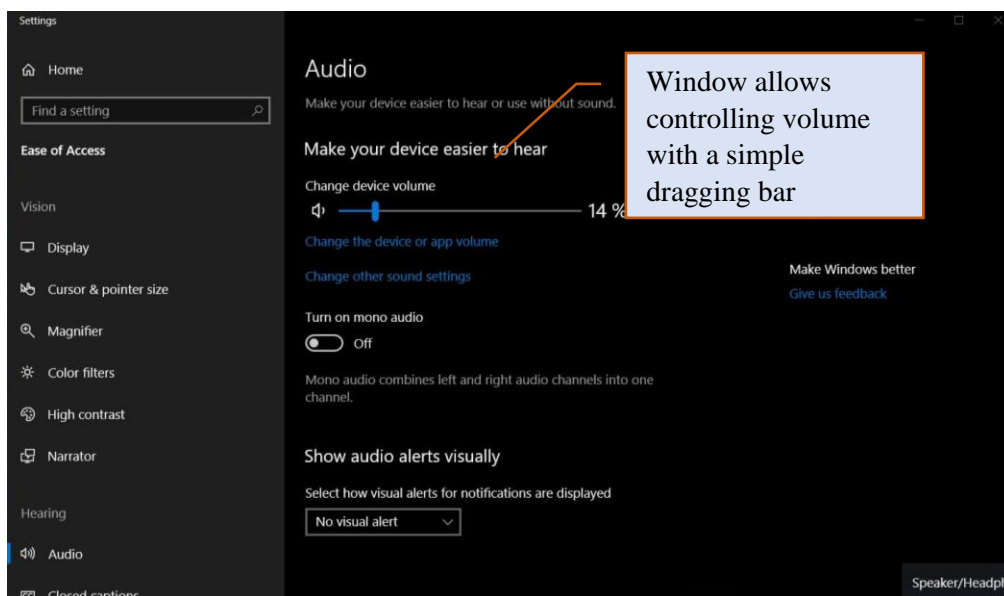 Settings
Home
Find a setting
Ease of Access
Vision
Display
Cursor & pointer size
Magnifier
Color filters
High contrast
Narrator
Hearing
Audio
Closed captions
Audio
Make your device easier to hear or use without sound.
Make your device easier to hear
Change device volume
14 %
Change the device or app volume
Change other sound settings
Turn on mono audio
Off
Mono audio combines left and right audio channels into one
channel.
Show audio alerts visually
Select how visual alerts for notifications are displayed
No visual alert
Window allows
controlling volume
with a simple
dragging bar
Make Windows better
Give us feedback
Speaker/Headph